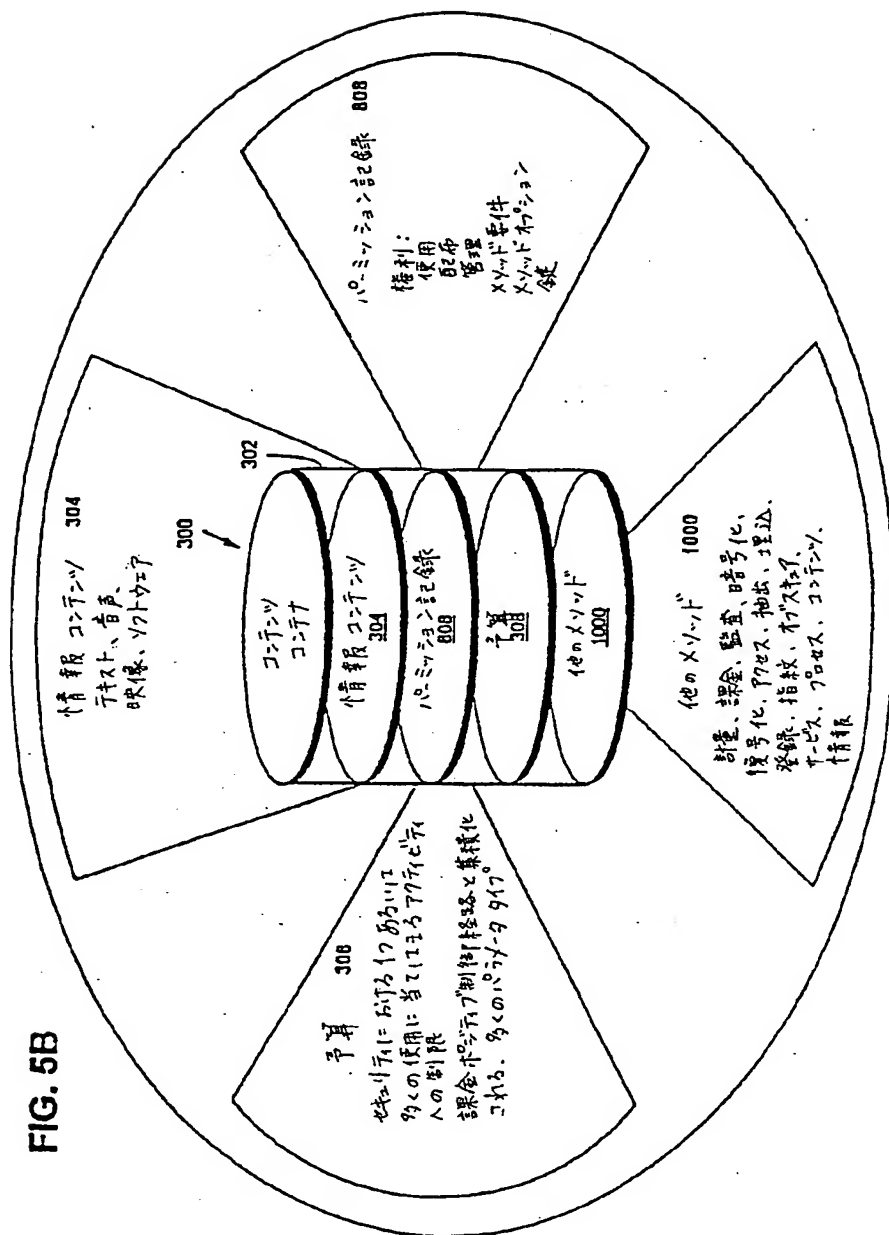 FIG. 5B
情報コンテンツ 304
テキスト、音声、
映像、ソフトウェア
パーミッション記録 808
権利:
使用
配布
管理
メソッド要件
メソッドオプション
鍵
300
302
コンテンツ
コンテナ
情報コンテンツ
304
パーミッション記録
808
予算
308
他のメソッド
1000
予算 308
セキュリティにおける1つあるいは
多くの使用に当てはまるアクティビティ
への制限
課金ポジティブ制御経路と集積化
される、多くのパラメータタイプ
他のメソッド 1000
計量、課金、監査、暗号化、
復号化、アクセス、抽出、埋込、
登録、指紋、オブスキュア、
サービス、プロセス、コンテンツ、
情報